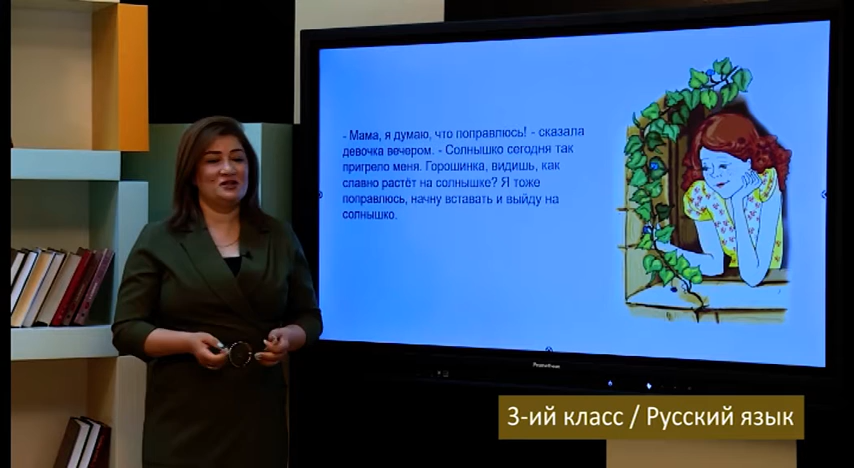 - Мама, я думаю, что поправлюсь! - сказала
девочка вечером. - Солнышко сегодня так
пригрело меня. Горошинка, видишь, как
славно растёт на солнышке? Я тоже
поправлюсь, начну вставать и выйду на
солнышко.
3-ий класс / Русский язык